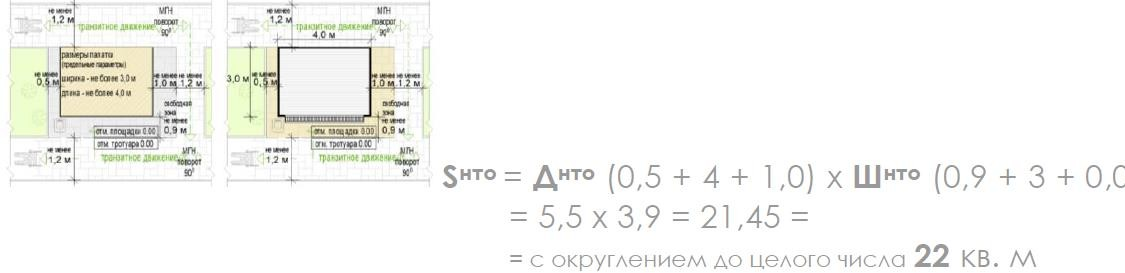 не менее
1,2 м
транзитное движение
МГН
поворот
90°
размеры палатки
(предельные параметры)
ширина - не более 3,0 м
длина - не более 4,0 м
не менее
0,5 м
не менее
1,0 м
не менее
1,2 м
свободная
зона
не менее
0,9 м
отм. площадки 0.00
отм. тротуара 0.00
не менее
1,2 м
транзитное движение
МГН
поворот
90°
не менее
1,2 м
транзитное движение
4,0 м
МГН
поворот
90°
3,0 м
не менее
0,5 м
не менее
1,0 м
не менее
1,2 м
свободная
зона
не менее
0,9 м
отм. площадки 0.00
отм. тротуара 0.00
не менее
1,2 м
транзитное движение
МГН
поворот
90°
Sнто = Днто (0,5 + 4 + 1,0) х Шнто (0,9 + 3 + 0,0
= 5,5 х 3,9 = 21,45 =
= с округлением до целого числа 22 кв. м